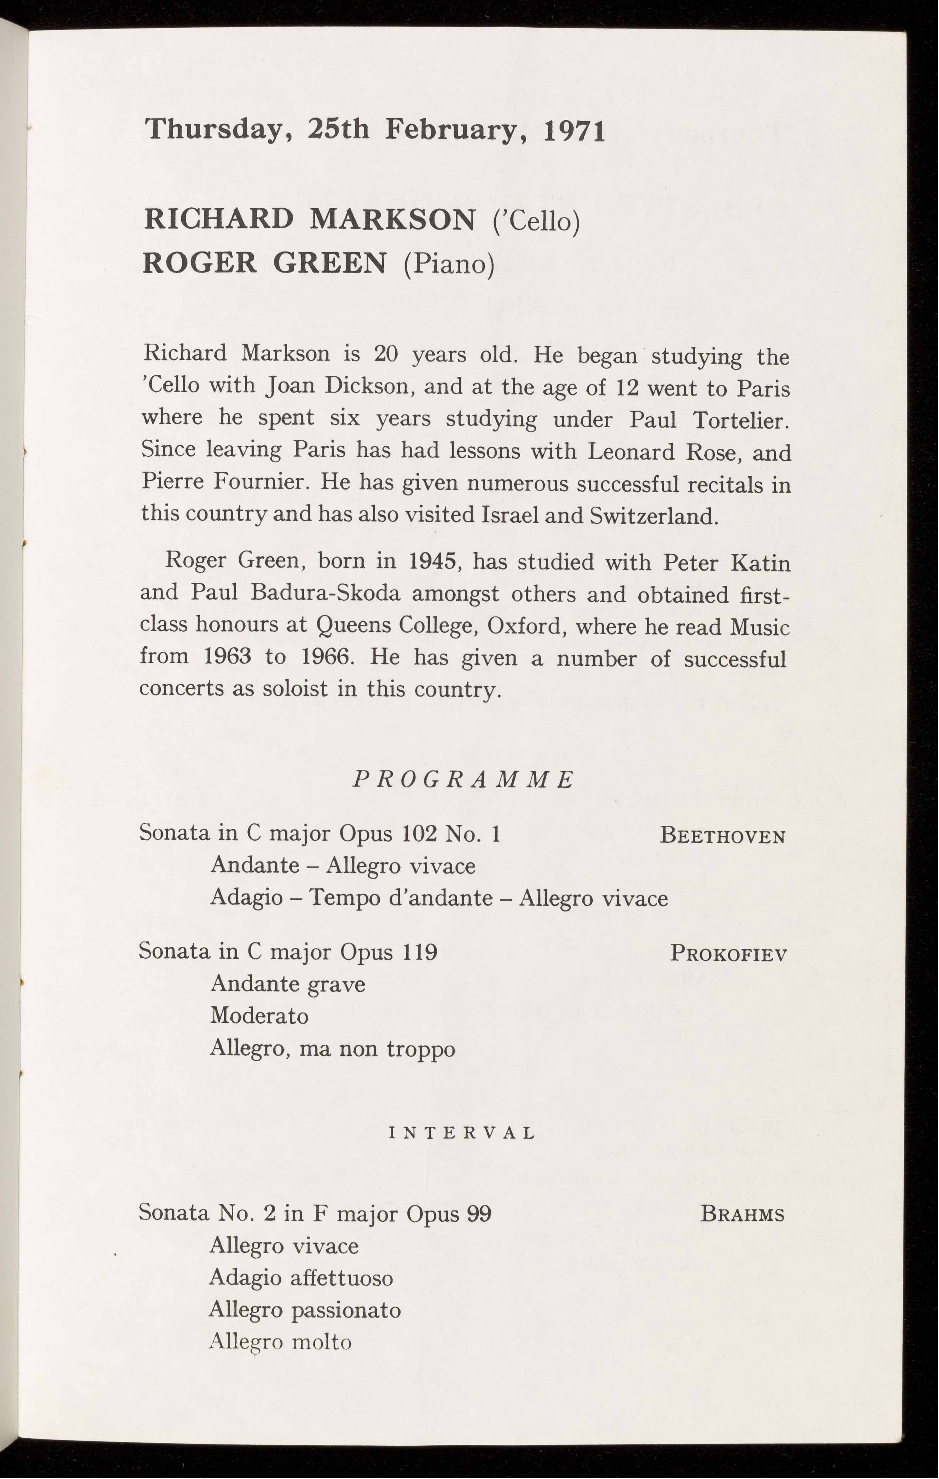 Thursday, 25th February, 1971
RICHARD MARKSON ('Cello)
ROGER GREEN (Piano)
Richard Markson is 20 years old. He began studying the
'Cello with Joan Dickson, and at the age of 12 went to Paris
where he spent six years studying under Paul Tortelier.
Since leaving Paris has had lessons with Leonard Rose, and
Pierre Fournier. He has given numerous successful recitals in
this country and has also visited Israel and Switzerland.
Roger Green, born in 1945, has studied with Peter Katin
and Paul Badura-Skoda amongst others and obtained first-
class honours at Queens College, Oxford, where he read Music
from 1963 to 1966. He has given a number of successful
concerts as soloist in this country.
PROGRAMME
Sonata in C major Opus 102 No. 1 BEETHOVEN
Andante – Allegro vivace
Adagio – Tempo d'andante – Allegro vivace
Sonata in C major Opus 119 PROKOFIEV
Andante grave
Moderato
Allegro, ma non troppo
INTERVAL
Sonata No. 2 in F major Opus 99 BRAHMS
Allegro vivace
Adagio affettuoso
Allegro passionato
Allegro molto